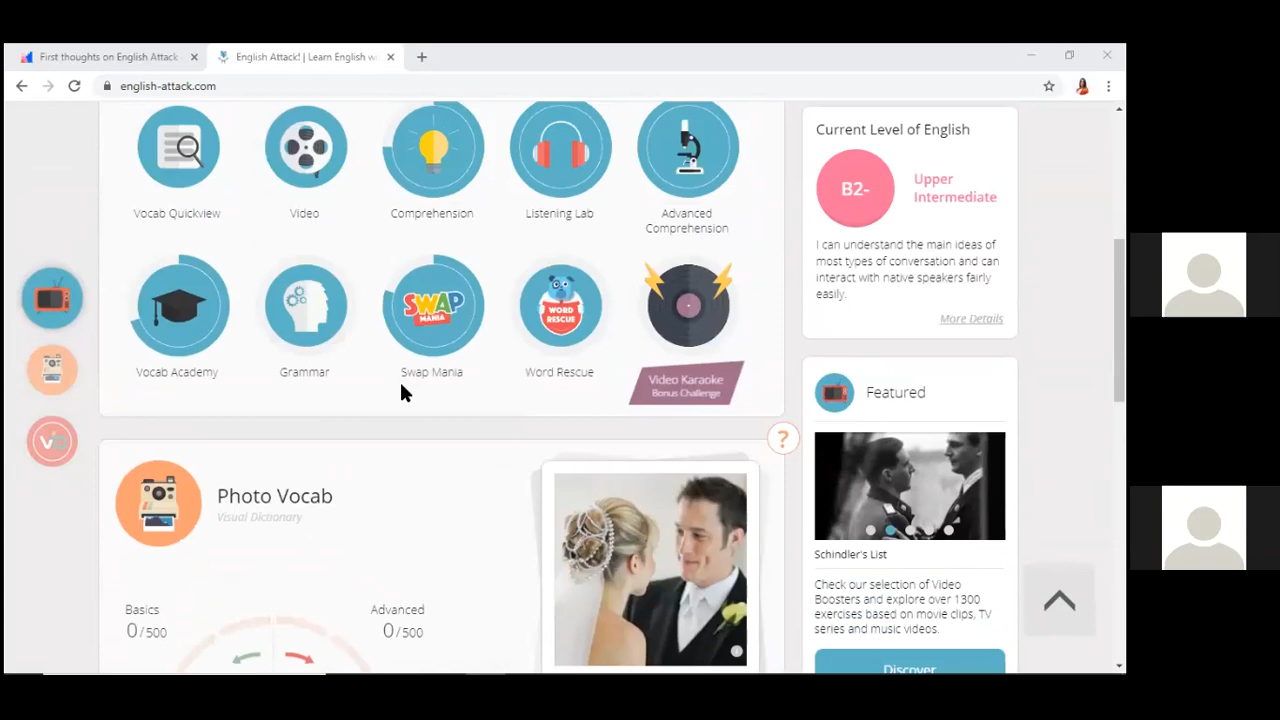 First thoughts on English Attack
English Attack! | Learn English wi
english-attack.com
Vocab Quickview
Video
Comprehension
Listening Lab
Advanced
Comprehension
SWAP
MANIA
WORD
RESCUE
Vocab Academy
Grammar
Swap Mania
Word Rescue
Video Karaoke
Bonus Challenge
Current Level of English
B2-
Upper
Intermediate
I can understand the main ideas of
most types of conversation and can
interact with native speakers fairly
easily.
More Details
?
Photo Vocab
Visual Dictionary
Basics
0/500
Advanced
0/500
Featured
Schindler's List
Check our selection of Video
Boosters and explore over 1300
exercises based on movie clips, TV
series and music videos.
Discover